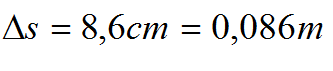 Δs = 8,6cm = 0,086m